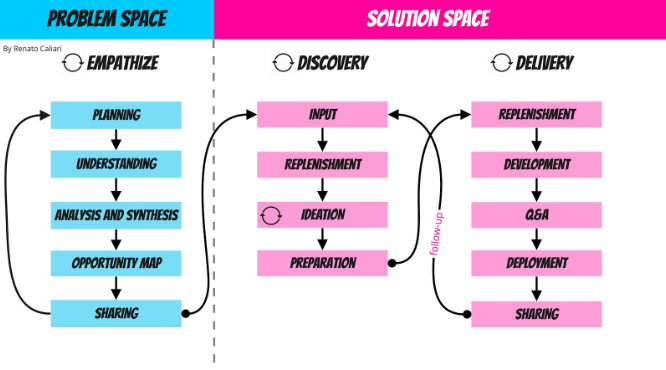 PROBLEM SPACE
SOLUTION SPACE
By Renato Caliari
EMPATHIZE
PLANNING
UNDERSTANDING
ANALYSIS AND SYNTHESIS
OPPORTUNITY MAP
SHARING
DISCOVERY
INPUT
REPLENISHMENT
IDEATION
PREPARATION
follow-up
DELIVERY
REPLENISHMENT
DEVELOPMENT
Q&A
DEPLOYMENT
SHARING